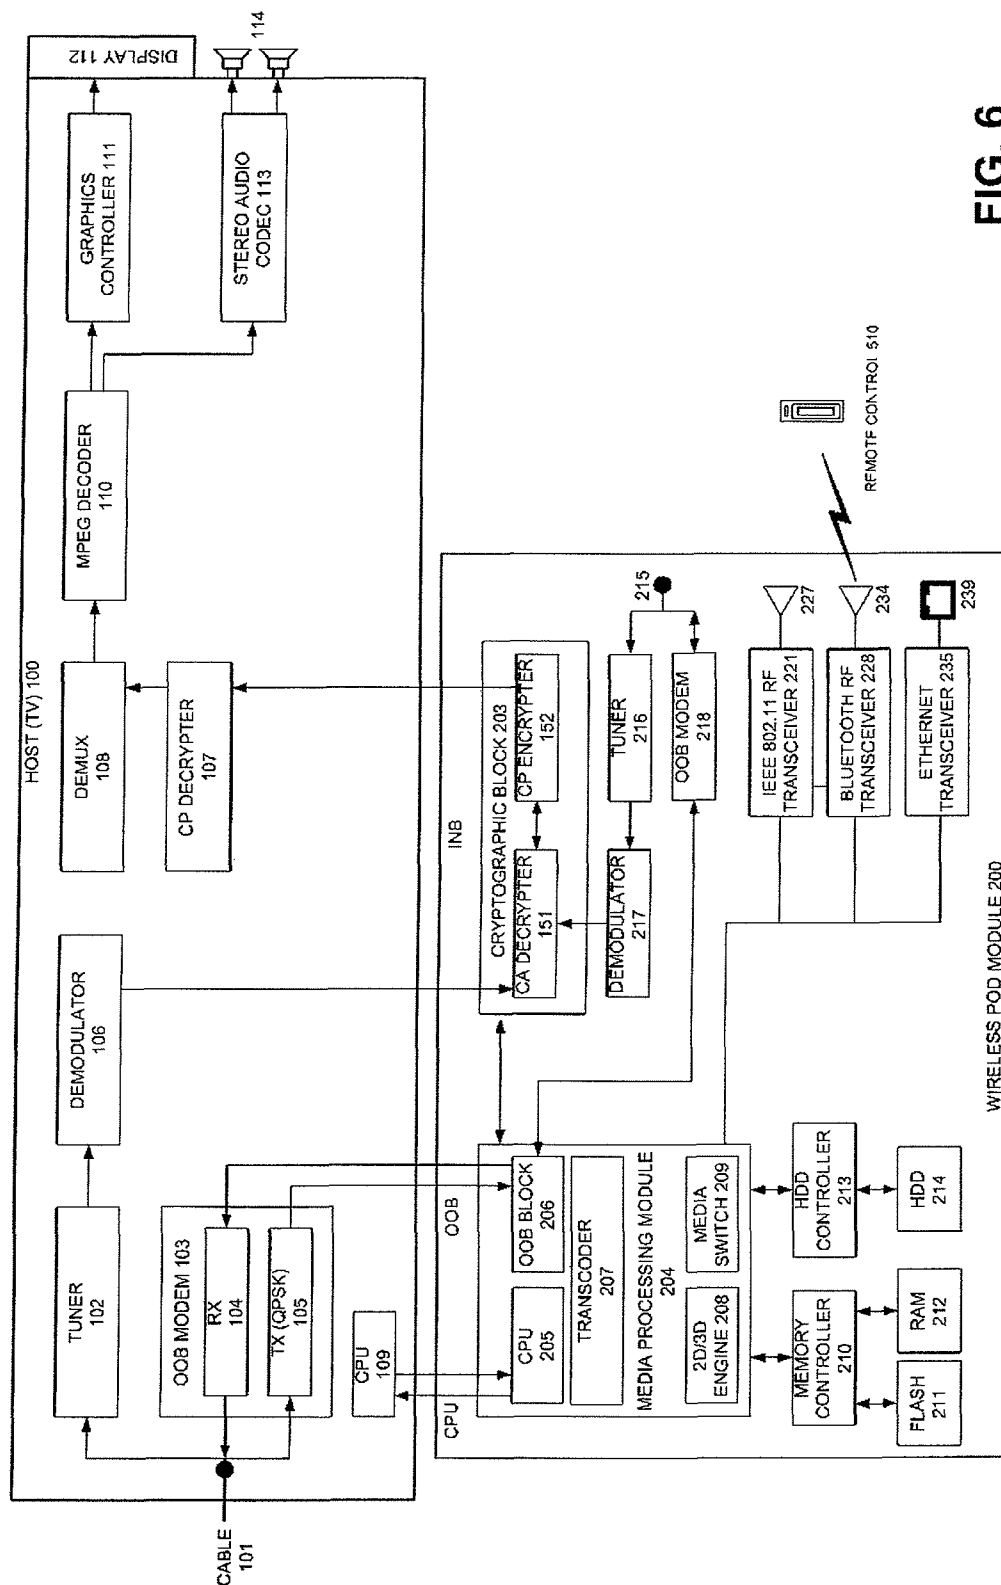 FIG. 6
HOST (TV) 100
CABLE
101
TUNER
102
OOB MODEM 103
RX
104
TX (QPSK)
105
DEMODULATOR
106
DEMUX
108
CP DECRYPTER
107
CPU
109
MPEG DECODER
110
GRAPHICS
CONTROLLER 111
STEREO AUDIO
CODEC 113
DISPLAY 112
114
CPU
OOB
INB
CPU
205
OOB BLOCK
206
TRANSCODER
207
MEDIA PROCESSING MODULE
204
2D/3D
ENGINE 208
MEDIA
SWITCH 209
MEMORY
CONTROLLER
210
FLASH
211
RAM
212
HDD
CONTROLLER
213
HDD
214
CRYPTOGRAPHIC BLOCK 203
CA DECRYPTER
151
CP ENCRYPTER
152
DEMODULATOR
217
TUNER
216
215
OOB MODEM
218
IEEE 802.11 RF
TRANSCEIVER 221
227
BLUETOOTH RF
TRANSCEIVER 228
234
ETHERNET
TRANSCEIVER 235
239
REMOTE CONTROL 510
WIRELESS POD MODULE 200